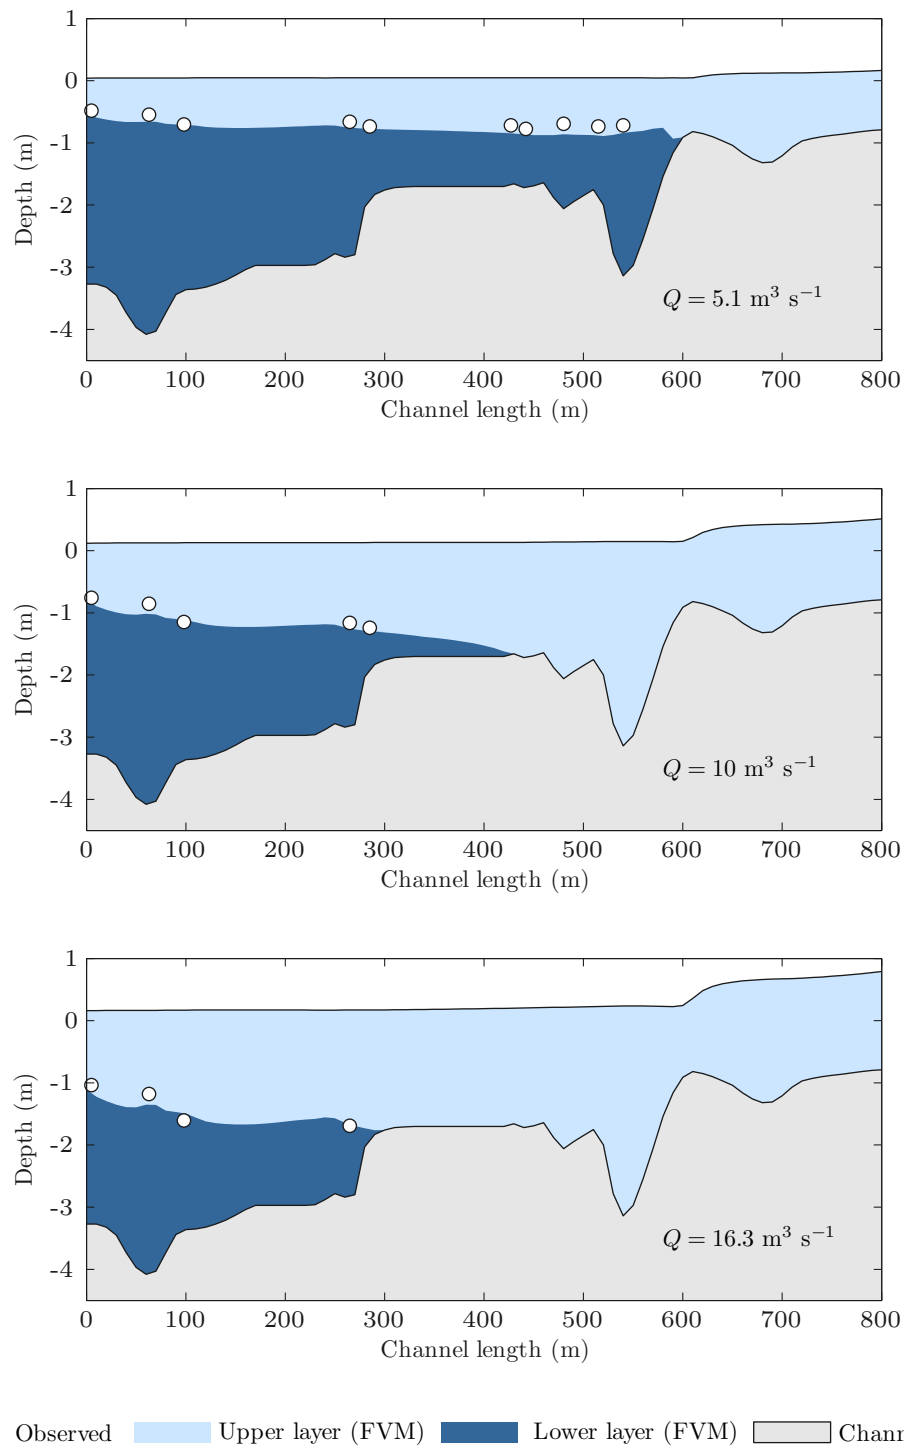 1
0
-1
-2
-3
-4
Depth (m)
Q = 5.1 m³ s⁻¹
0 100 200 300 400 500 600 700 800
Channel length (m)
1
0
-1
-2
-3
-4
Depth (m)
Q = 10 m³ s⁻¹
0 100 200 300 400 500 600 700 800
Channel length (m)
1
0
-1
-2
-3
-4
Depth (m)
Q = 16.3 m³ s⁻¹
0 100 200 300 400 500 600 700 800
Channel length (m)
Observed Upper layer (FVM) Lower layer (FVM) Chann